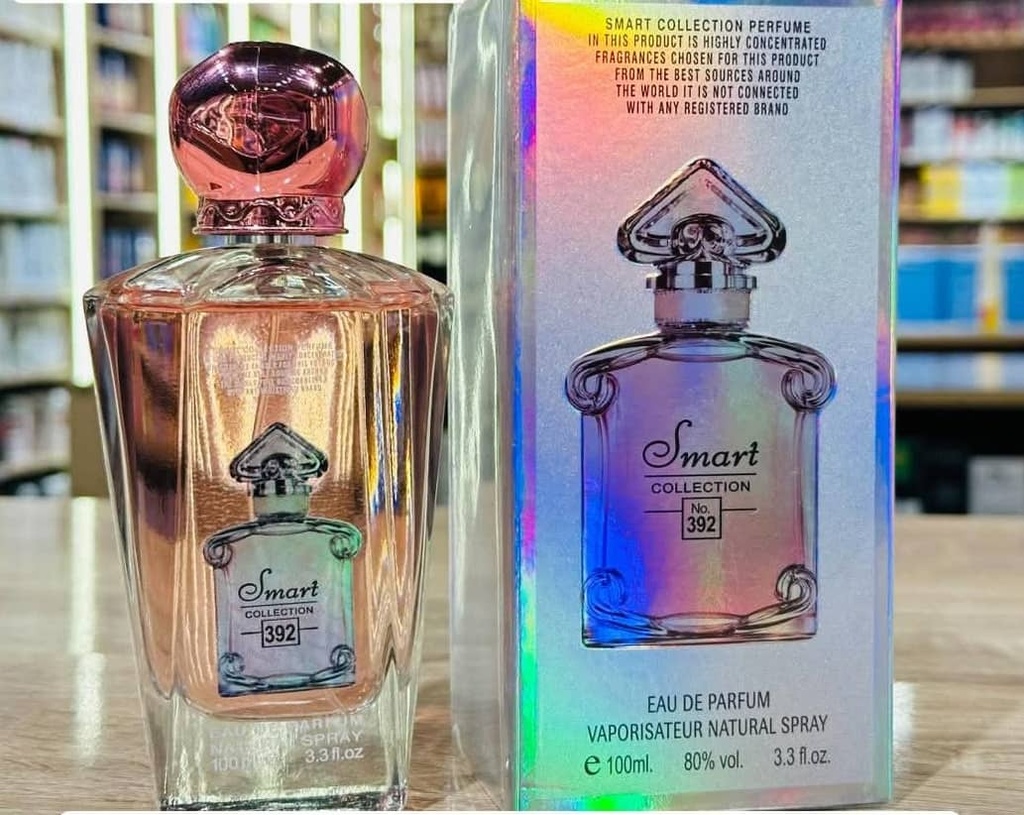 SMART COLLECTION PERFUME
IN THIS PRODUCT IS HIGHLY CONCENTRATED
FRAGRANCES CHOSEN FOR THIS PRODUCT
FROM THE BEST SOURCES AROUND
THE WORLD IT IS NOT CONNECTED
WITH ANY REGISTERED BRAND
Smart
COLLECTION
No.
392
EAU DE PARFUM
VAPORISATEUR NATURAL SPRAY
e 100ml. 80% vol. 3.3 fl.oz.
Smart
COLLECTION
392
PARFUM
SPRAY
3.3 fl.oz